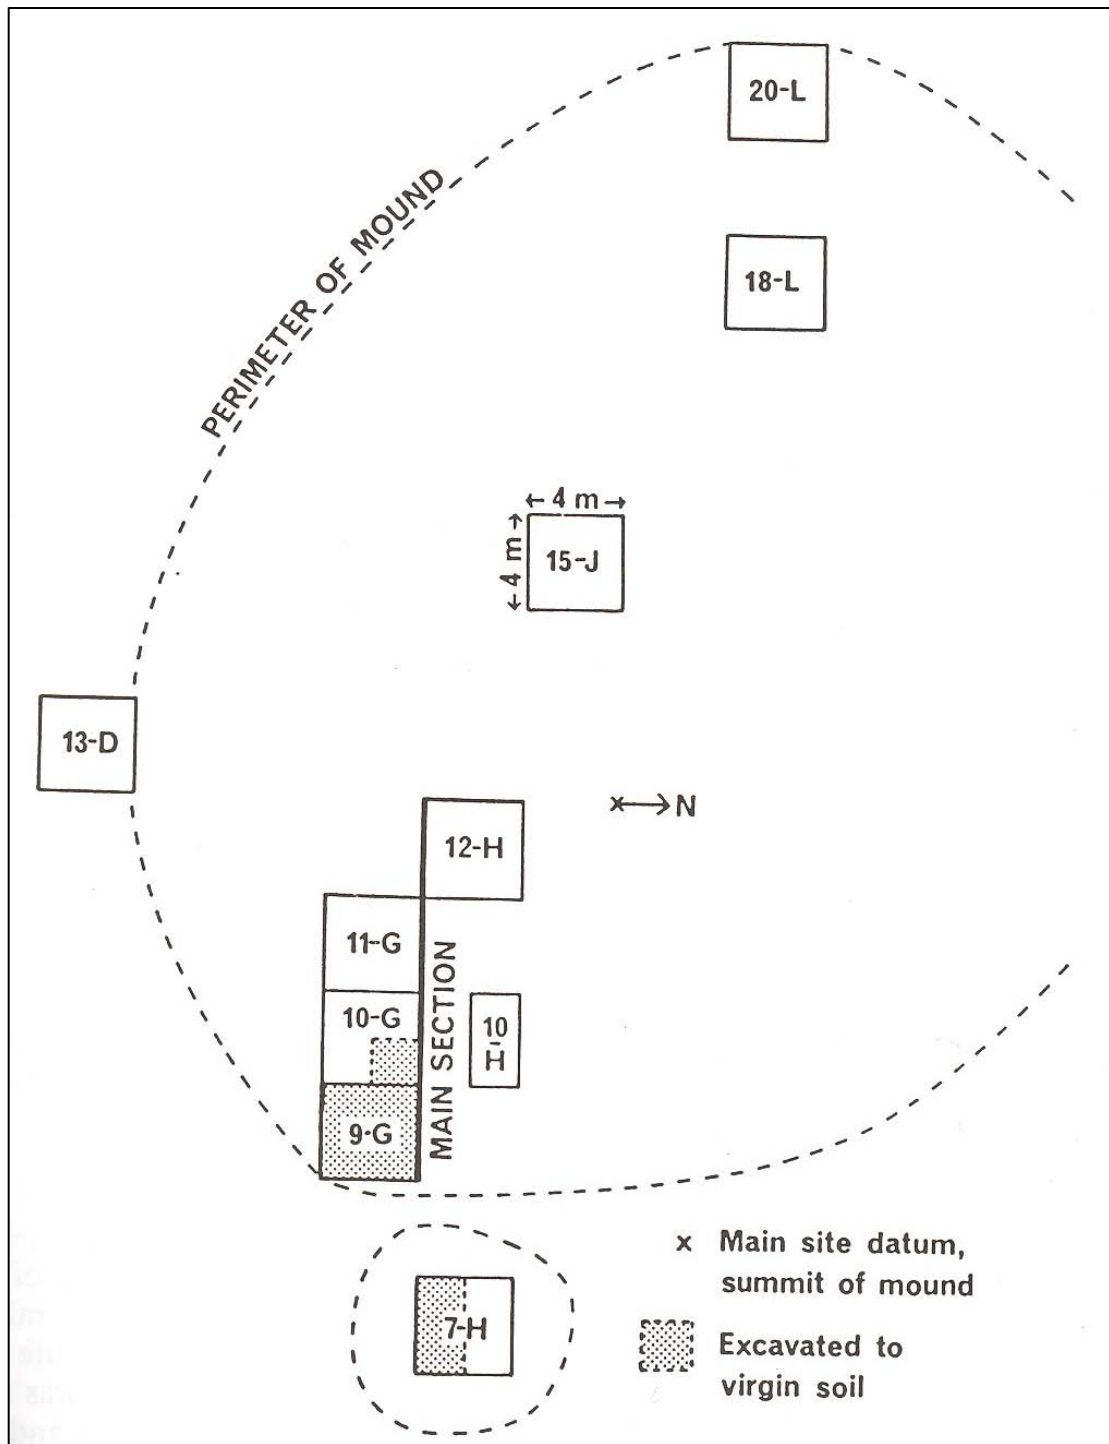 20-L
PERIMETER OF MOUND
18-L
← 4 m →
← 4 m →
15-J
13-D
x→N
12-H
11-G
MAIN SECTION
10-G
10
-
H
9-G
x Main site datum,
summit of mound
7-H
Excavated to
virgin soil